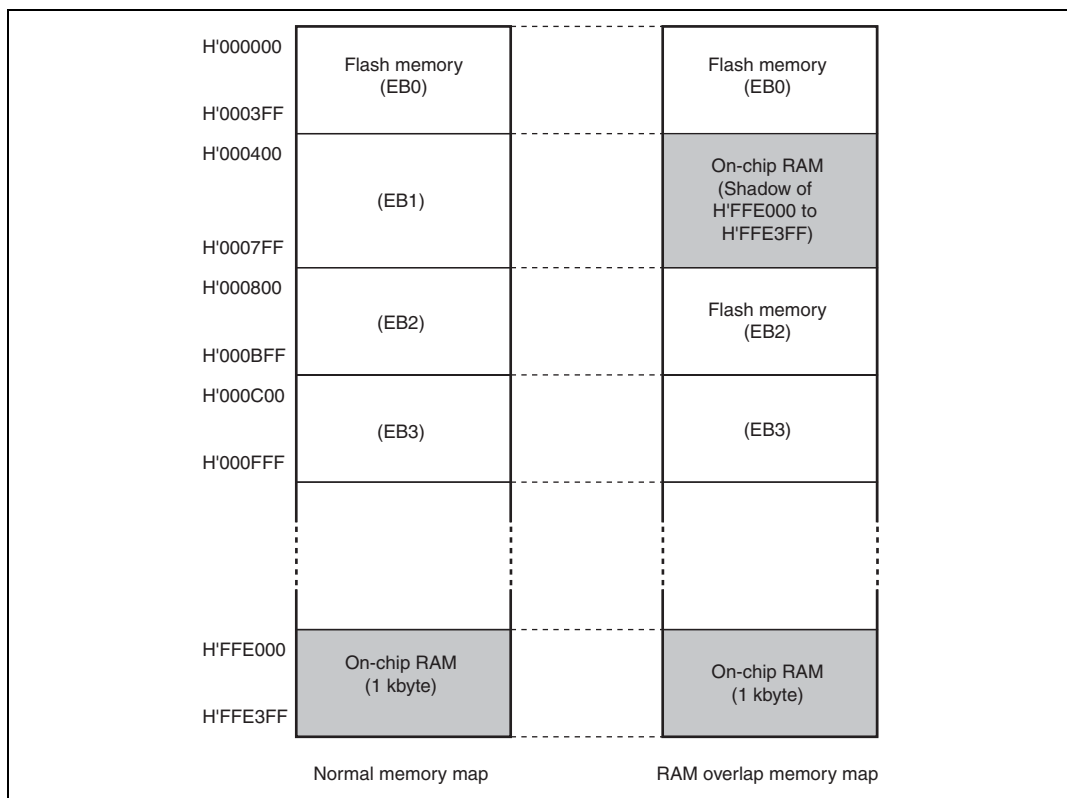 H'000000
Flash memory
(EB0)
Flash memory
(EB0)
H'0003FF
H'000400
(EB1)
On-chip RAM
(Shadow of
H'FFE000 to
H'FFE3FF)
H'0007FF
H'000800
(EB2)
Flash memory
(EB2)
H'000BFF
H'000C00
(EB3)
(EB3)
H'000FFF
H'FFE000
On-chip RAM
(1 kbyte)
On-chip RAM
(1 kbyte)
H'FFE3FF
Normal memory map
RAM overlap memory map